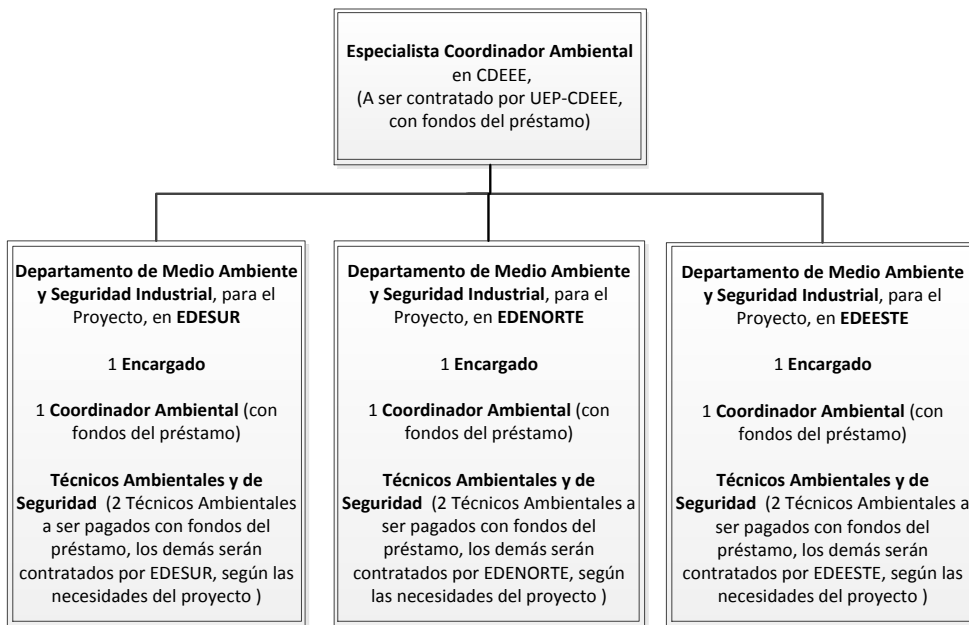 Especialista Coordinador Ambiental
en CDEEE,
(A ser contratado por UEP-CDEEE,
con fondos del préstamo)
Departamento de Medio Ambiente
y Seguridad Industrial, para el
Proyecto, en EDESUR
1 Encargado
1 Coordinador Ambiental (con
fondos del préstamo)
Técnicos Ambientales y de
Seguridad (2 Técnicos Ambientales
a ser pagados con fondos del
préstamo, los demás serán
contratados por EDESUR, según las
necesidades del proyecto )
Departamento de Medio Ambiente
y Seguridad Industrial, para el
Proyecto, en EDENORTE
1 Encargado
1 Coordinador Ambiental (con
fondos del préstamo)
Técnicos Ambientales y de
Seguridad (2 Técnicos Ambientales a
ser pagados con fondos del
préstamo, los demás serán
contratados por EDENORTE, según
las necesidades del proyecto )
Departamento de Medio Ambiente
y Seguridad Industrial, para el
Proyecto, en EDEESTE
1 Encargado
1 Coordinador Ambiental (con
fondos del préstamo)
Técnicos Ambientales y de
Seguridad (2 Técnicos Ambientales a
ser pagados con fondos del
préstamo, los demás serán
contratados por EDEESTE, según las
necesidades del proyecto )